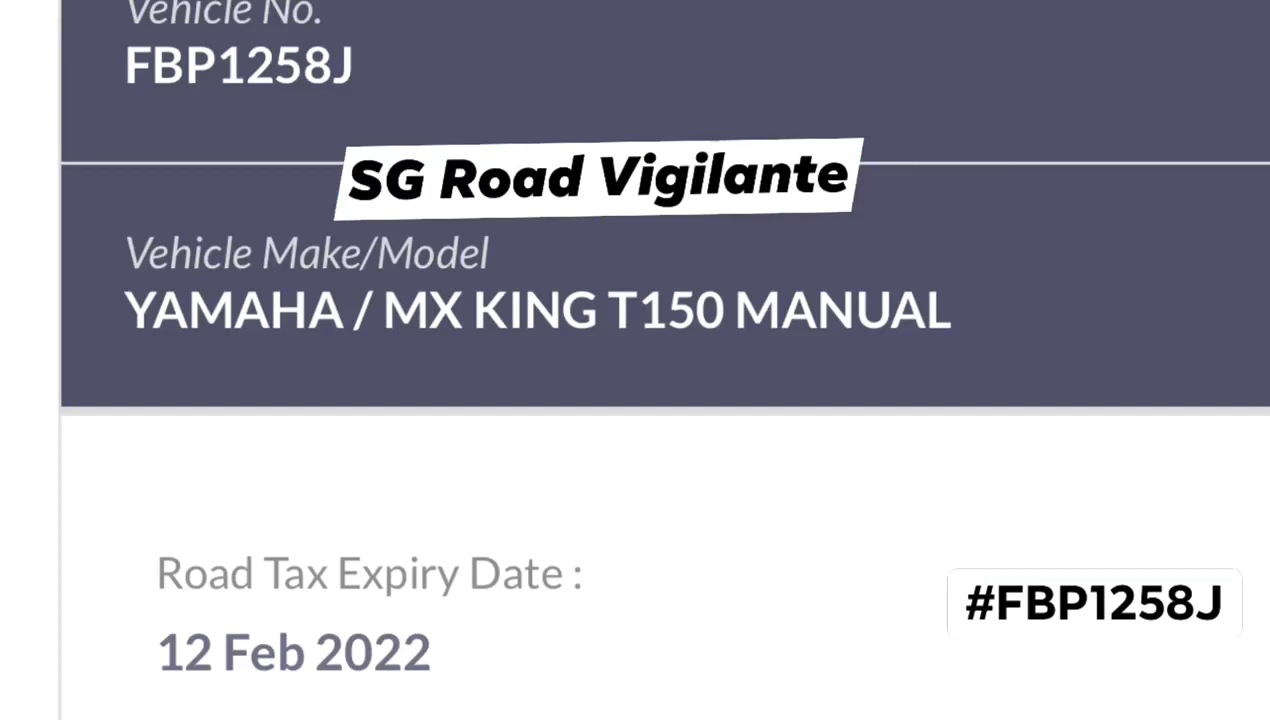 Vehicle No.
FBP1258J
SG Road Vigilante
Vehicle Make/Model
YAMAHA / MX KING T150 MANUAL
Road Tax Expiry Date :
12 Feb 2022
#FBP1258J